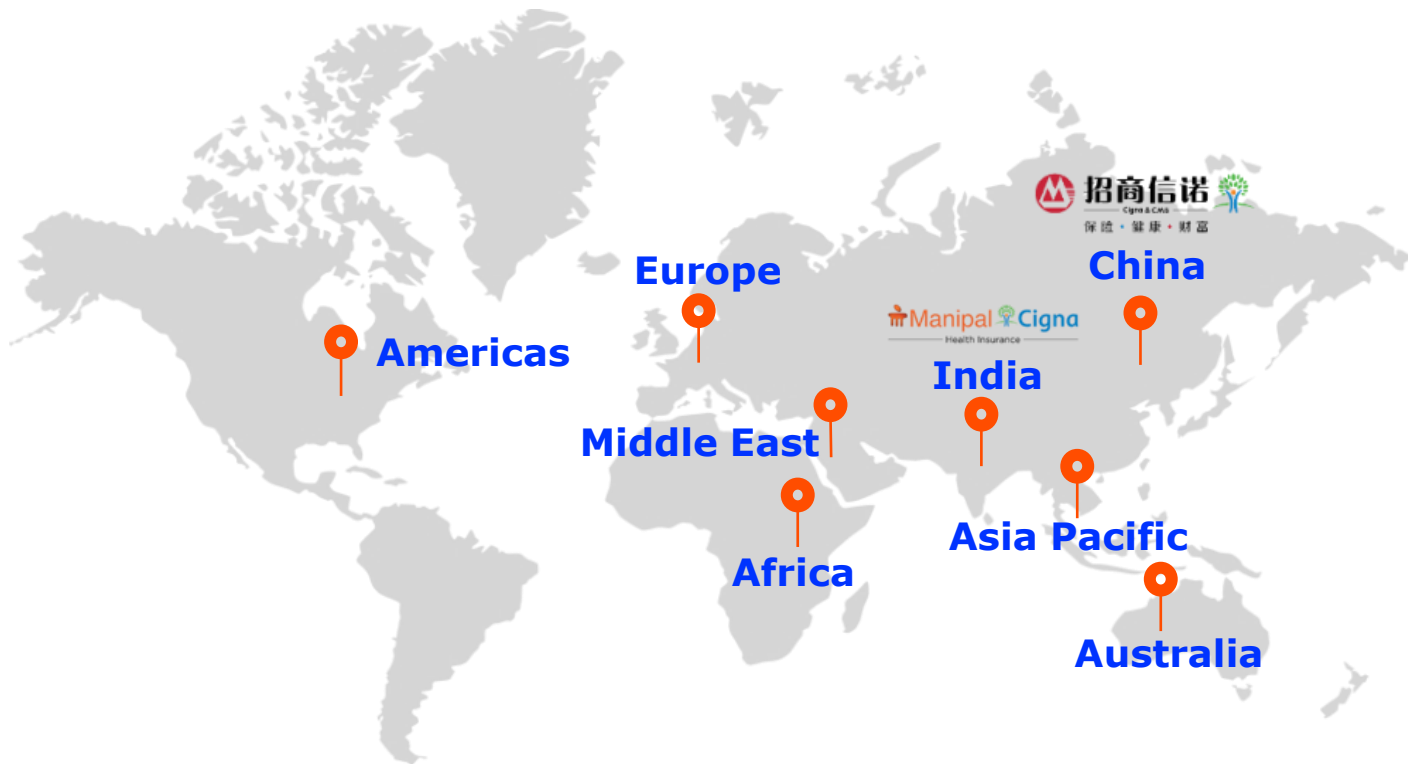 招商信诺
Cigna & CMB
保险·健康·财富
China
Europe
Manipal Cigna
Health Insurance
Americas
India
Middle East
Asia Pacific
Africa
Australia